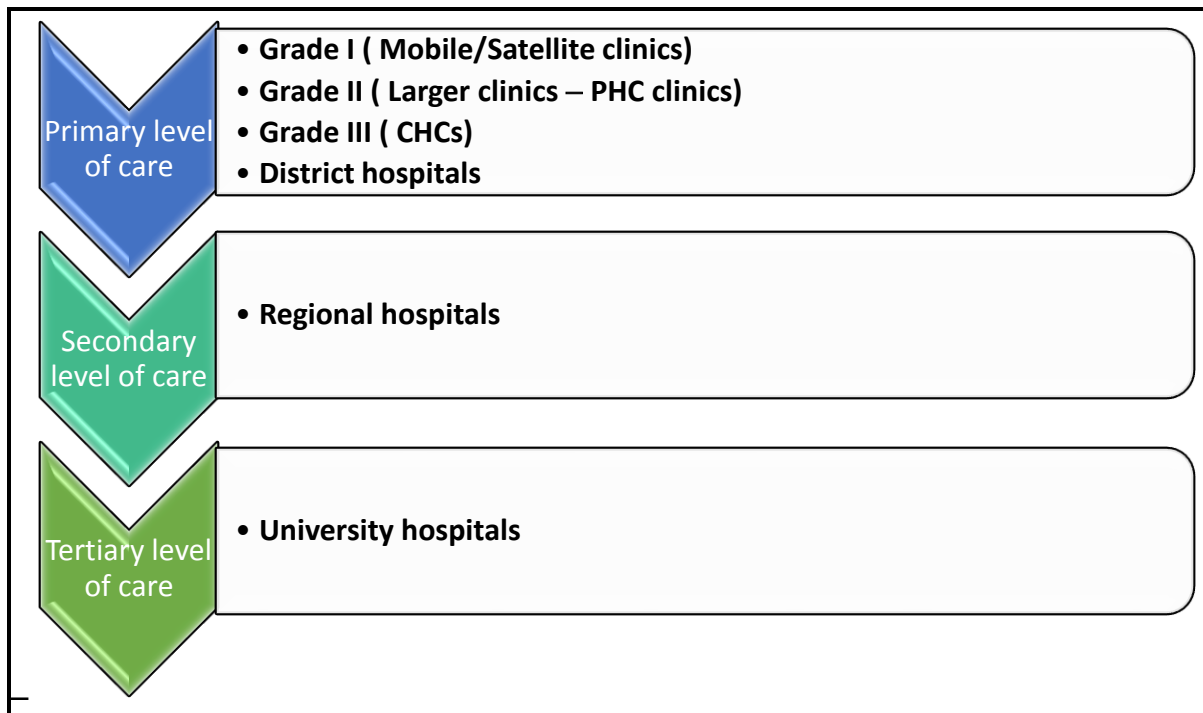 Primary level
of care
• Grade I ( Mobile/Satellite clinics)
• Grade II ( Larger clinics – PHC clinics)
• Grade III ( CHCs)
• District hospitals
Secondary
level of care
• Regional hospitals
Tertiary level
of care
• University hospitals